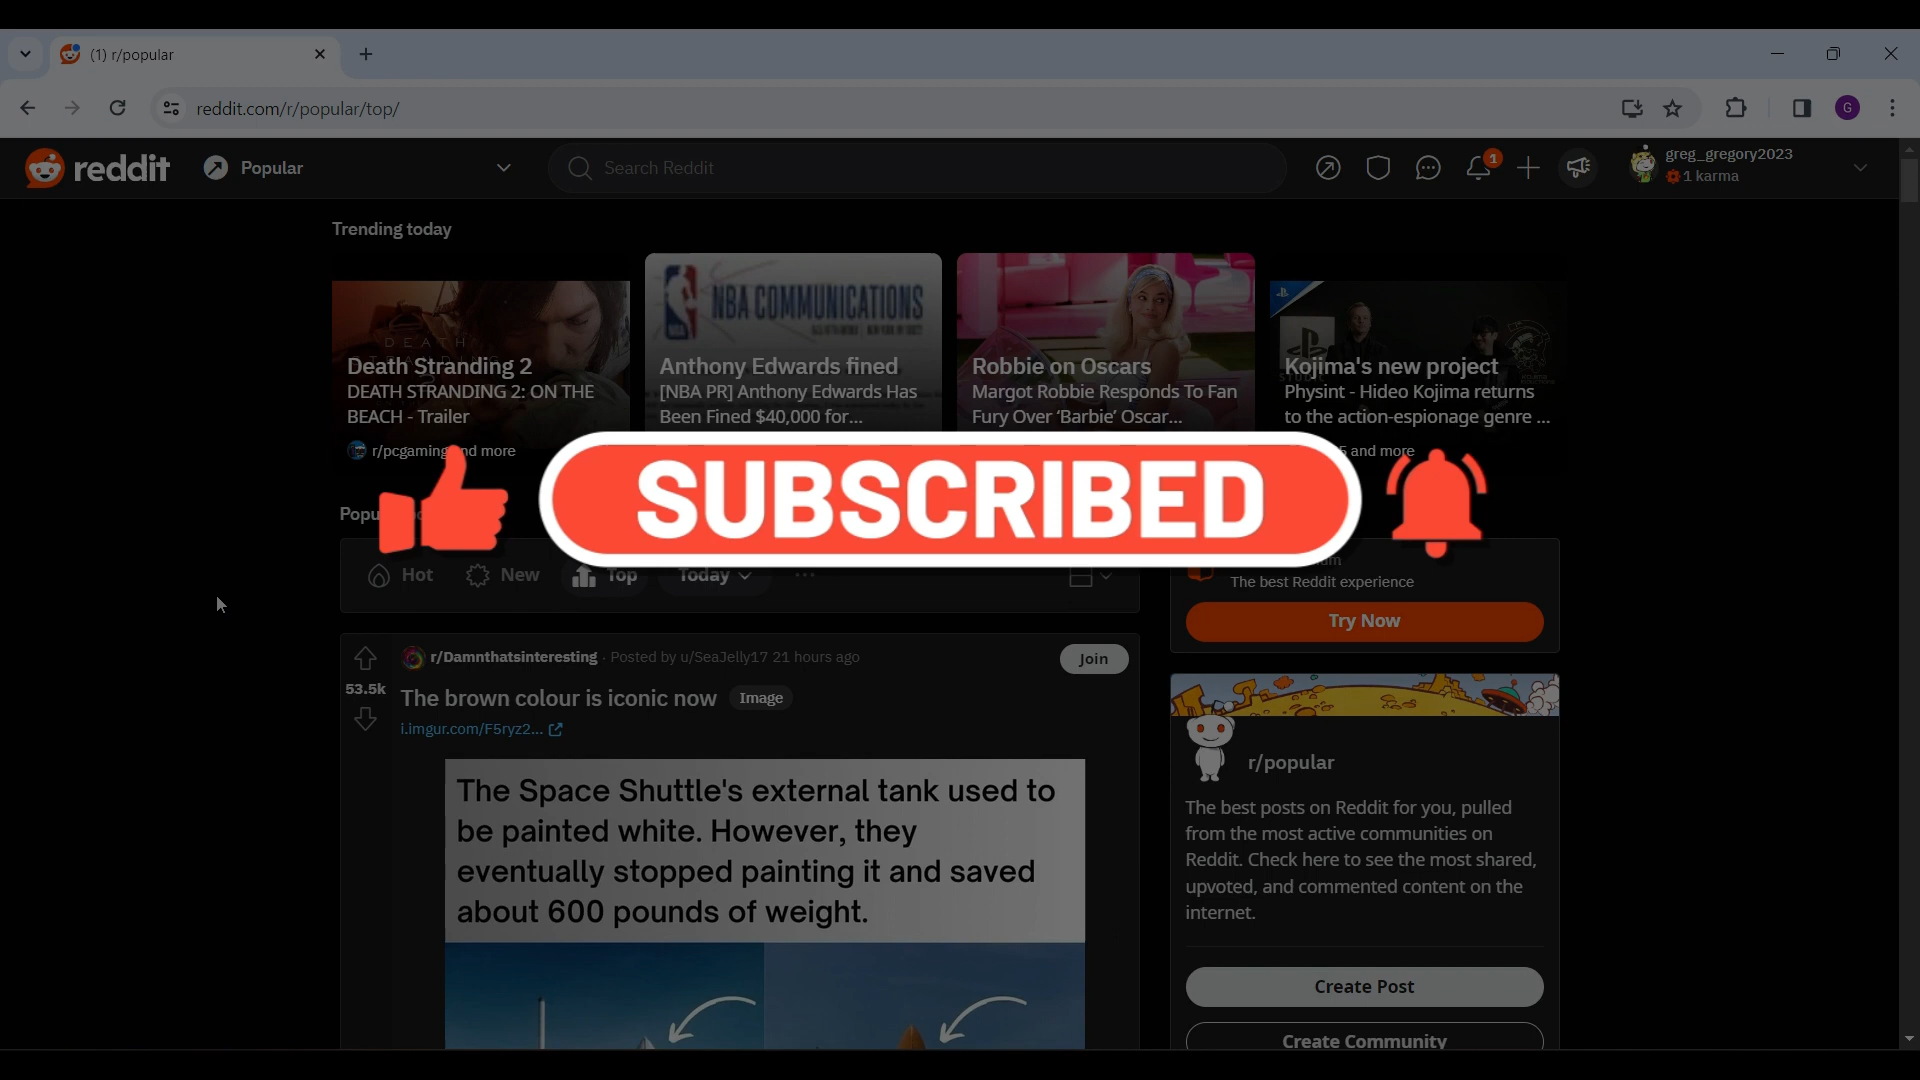 (1) r/popular
reddit.com/r/popular/top/
G
reddit
Popular
Search Reddit
1
greg_gregory2023
1 karma
Trending today
NBA COMMUNICATIONS
DEATH
Death Stranding 2
DEATH STRANDING 2: ON THE
BEACH - Trailer
r/pcgaming and more
Anthony Edwards fined
[NBA PR] Anthony Edwards Has
Been Fined $40,000 for...
Robbie on Oscars
Margot Robbie Responds To Fan
Fury Over ‘Barbie’ Oscar...
Kojima's new project
Physint - Hideo Kojima returns
to the action-espionage genre ...
5 and more
SUBSCRIBED
Popu
Hot
New
Top
Today
...
The best Reddit experience
Try Now
r/Damnthatsinteresting · Posted by u/SeaJelly17 21 hours ago
Join
53.5k
The brown colour is iconic now
Image
i.imgur.com/F5ryz2...
The Space Shuttle's external tank used to
be painted white. However, they
eventually stopped painting it and saved
about 600 pounds of weight.
r/popular
The best posts on Reddit for you, pulled
from the most active communities on
Reddit. Check here to see the most shared,
upvoted, and commented content on the
internet.
Create Post
Create Community